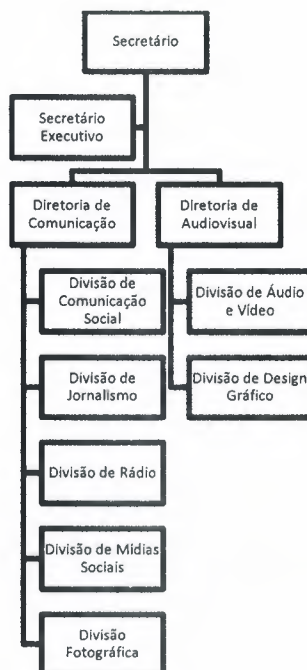 Secretário
Secretário
Executivo
Diretoria de
Comunicação
Diretoria de
Audiovisual
Divisão de
Comunicação
Social
Divisão de Áudio
e Vídeo
Divisão de
Jornalismo
Divisão de Design
Gráfico
Divisão de Rádio
Divisão de Mídias
Sociais
Divisão
Fotográfica